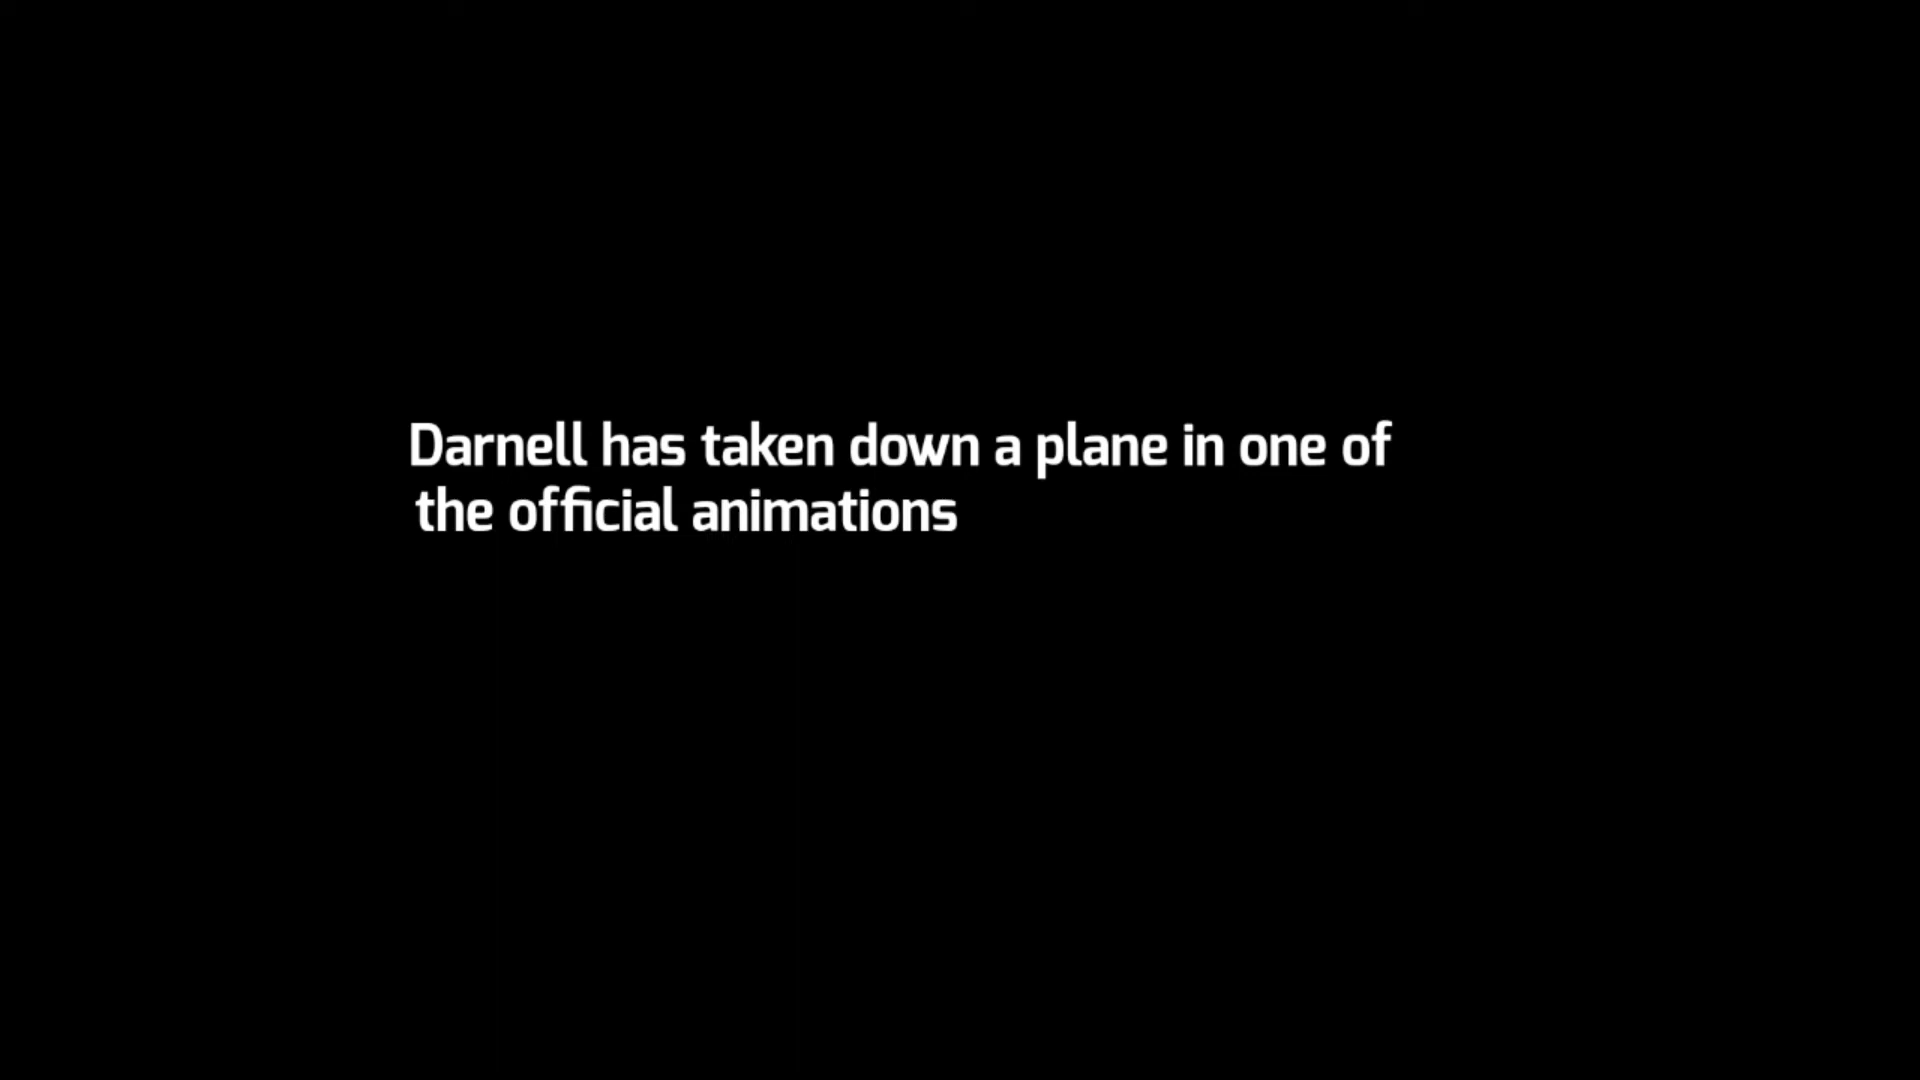 Darnell has taken down a plane in one of
the official animations